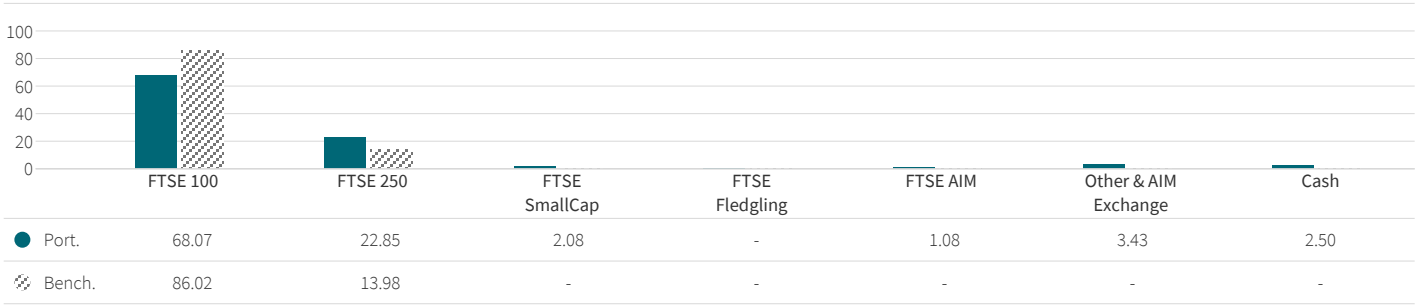 100
80
60
40
20
0
FTSE 100 FTSE 250 FTSE SmallCap FTSE Fledgling FTSE AIM Other & AIM Exchange Cash
Port. 68.07 22.85 2.08 - 1.08 3.43 2.50
Bench. 86.02 13.98 - - - - -